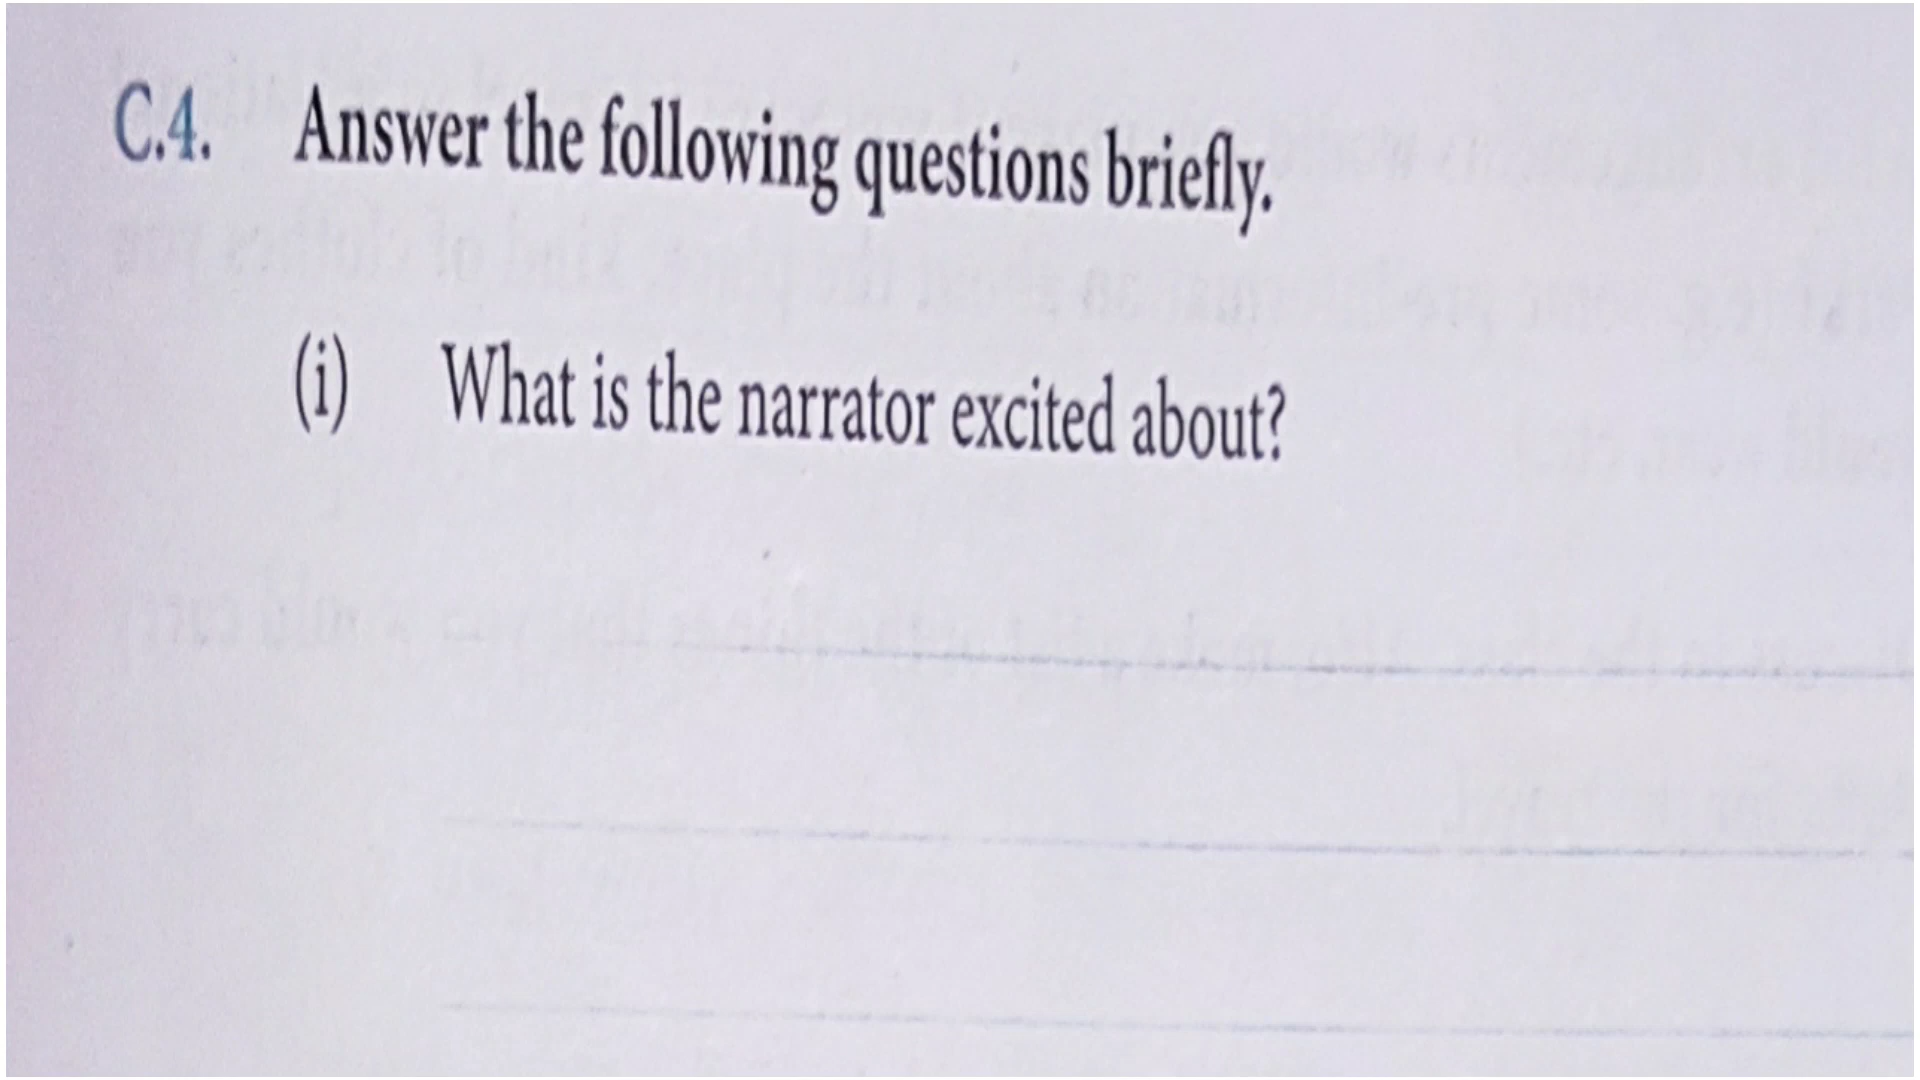 C.4. Answer the following questions briefly.
(i) What is the narrator excited about?